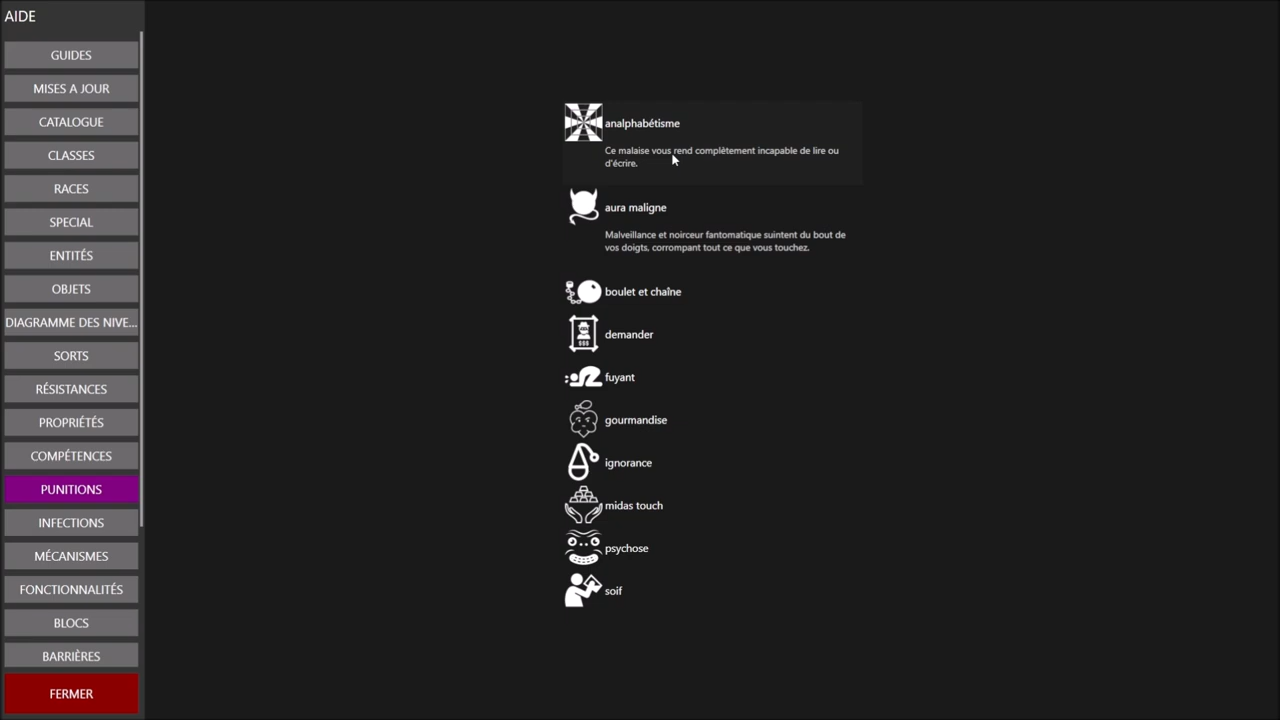 AIDE
GUIDES
MISES A JOUR
CATALOGUE
CLASSES
RACES
SPECIAL
ENTITÉS
OBJETS
DIAGRAMME DES NIVE...
SORTS
RÉSISTANCES
PROPRIÉTÉS
COMPÉTENCES
PUNITIONS
INFECTIONS
MÉCANISMES
FONCTIONNALITÉS
BLOCS
BARRIÈRES
FERMER
analphabétisme
Ce malaise vous rend complètement incapable de lire ou
d'écrire.
aura maligne
Malveillance et noirceur fantomatique suintent du bout de
vos doigts, corrompant tout ce que vous touchez.
boulet et chaîne
demander
fuyant
gourmandise
ignorance
midas touch
psychose
soif